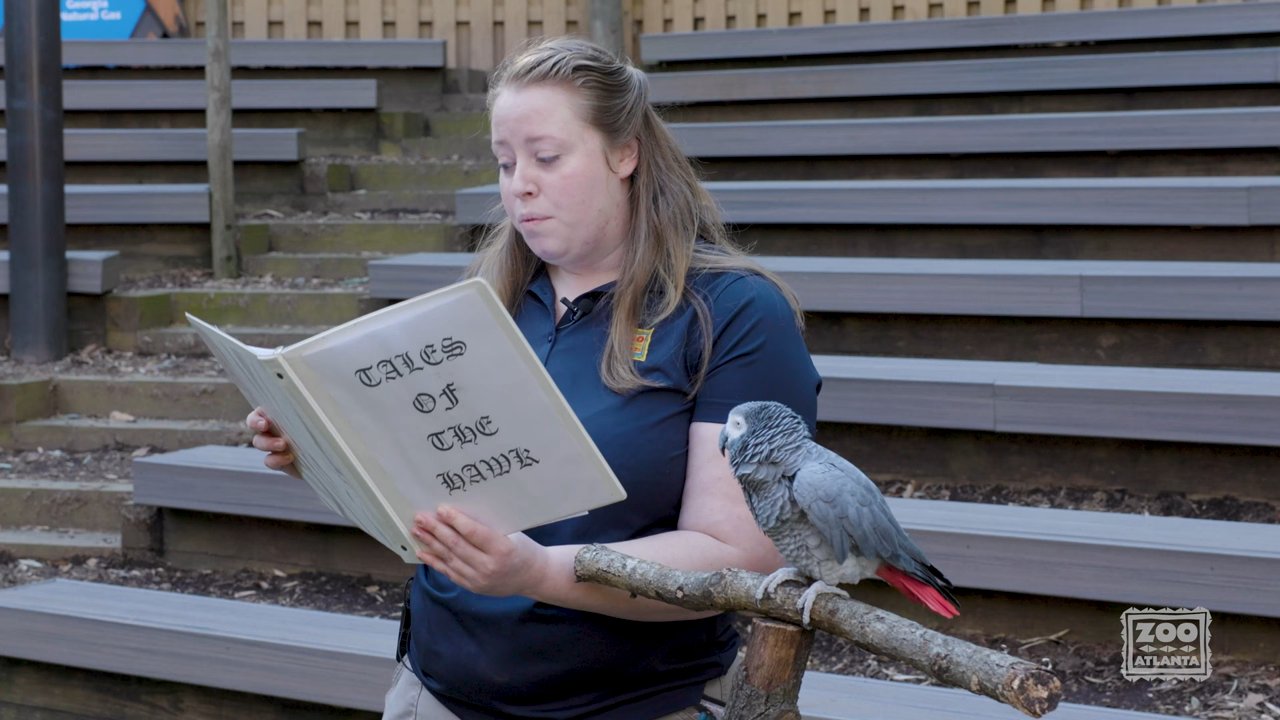 Georgia
Natural Gas
TALES
OF
THE
HAWK
ZOO
ATLANTA